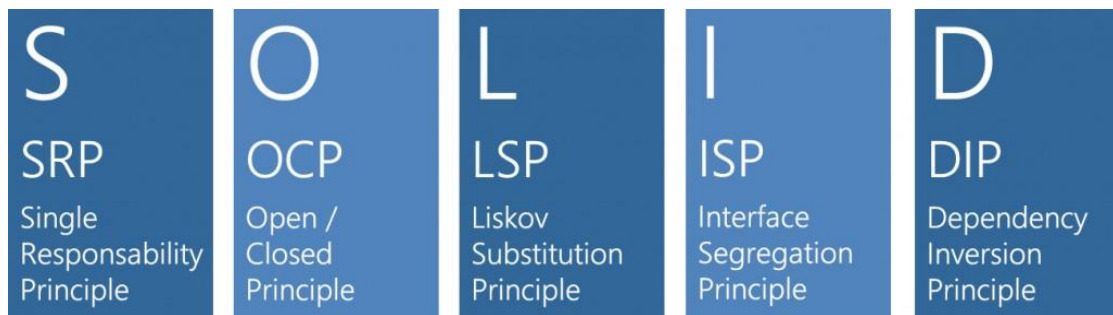 S
SRP
Single
Responsability
Principle
O
OCP
Open /
Closed
Principle
L
LSP
Liskov
Substitution
Principle
I
ISP
Interface
Segregation
Principle
D
DIP
Dependency
Inversion
Principle